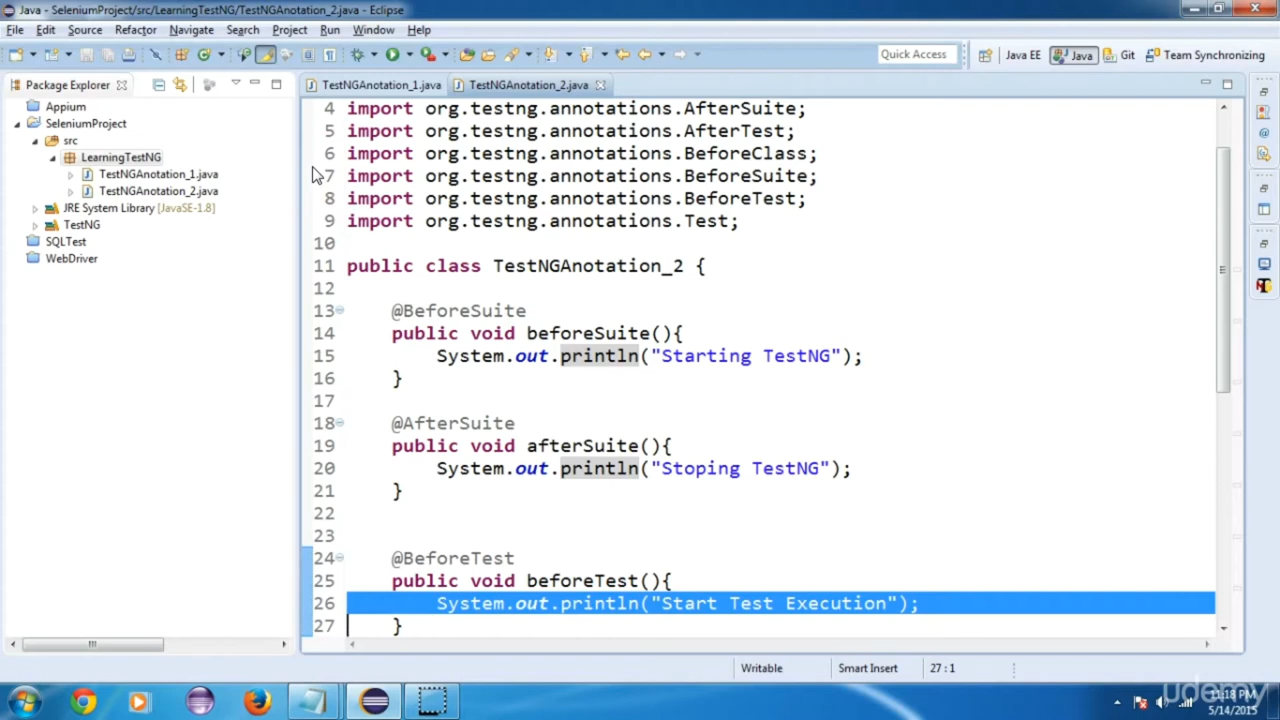 Java - SeleniumProject/src/LearningTestNG/TestNGAnotation_2.java - Eclipse
File Edit Source Refactor Navigate Search Project Run Window Help
Quick Access Java EE Java Git Team Synchronizing
Package Explorer TestNGAnotation_1.java TestNGAnotation_2.java
Appium
SeleniumProject
src
LearningTestNG
TestNGAnotation_1.java
TestNGAnotation_2.java
JRE System Library [JavaSE-1.8]
TestNG
SQLTest
WebDriver
4 import org.testng.annotations.AfterSuite;
5 import org.testng.annotations.AfterTest;
6 import org.testng.annotations.BeforeClass;
7 import org.testng.annotations.BeforeSuite;
8 import org.testng.annotations.BeforeTest;
9 import org.testng.annotations.Test;
10
11 public class TestNGAnotation_2 {
12
13 @BeforeSuite
14 public void beforeSuite(){
15 System.out.println("Starting TestNG");
16 }
17
18 @AfterSuite
19 public void afterSuite(){
20 System.out.println("Stoping TestNG");
21 }
22
23
24 @BeforeTest
25 public void beforeTest(){
26 System.out.println("Start Test Execution");
27 }
Writable Smart Insert 27 : 1
udemy
11:18 PM
5/14/2015